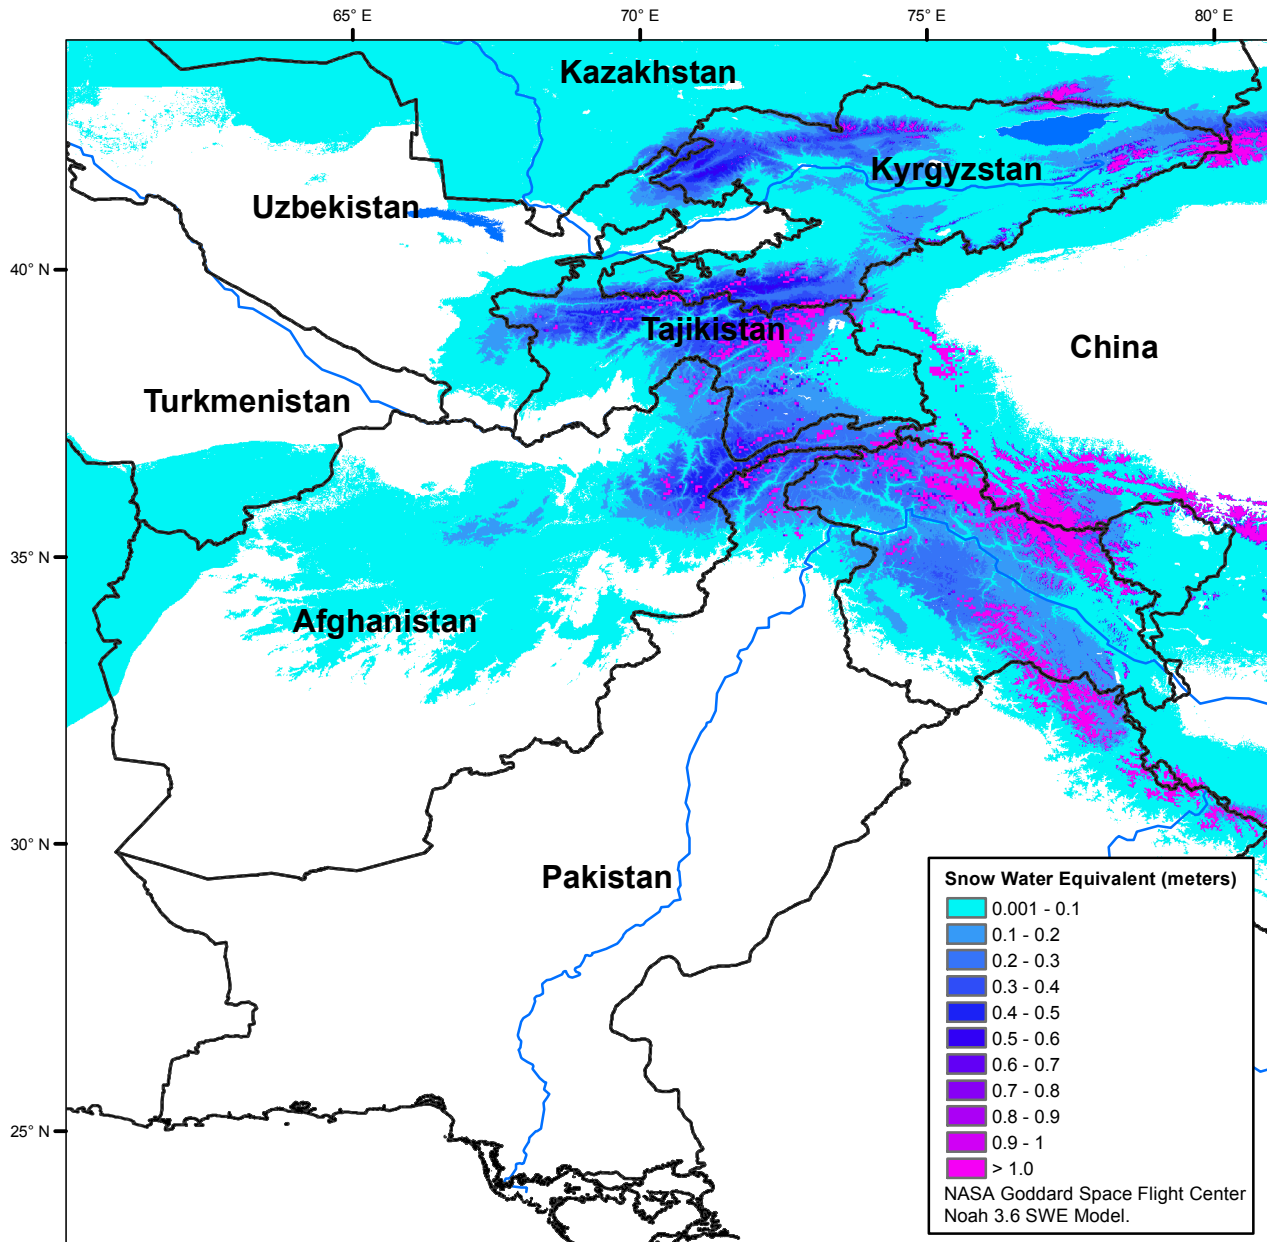 65° E
70° E
75° E
80° E
Kazakhstan
Kyrgyzstan
Uzbekistan
40° N
Tajikistan
China
Turkmenistan
35° N
Afghanistan
30° N
Pakistan
25° N
Snow Water Equivalent (meters)
0.001 - 0.1
0.1 - 0.2
0.2 - 0.3
0.3 - 0.4
0.4 - 0.5
0.5 - 0.6
0.6 - 0.7
0.7 - 0.8
0.8 - 0.9
0.9 - 1
> 1.0
NASA Goddard Space Flight Center
Noah 3.6 SWE Model.